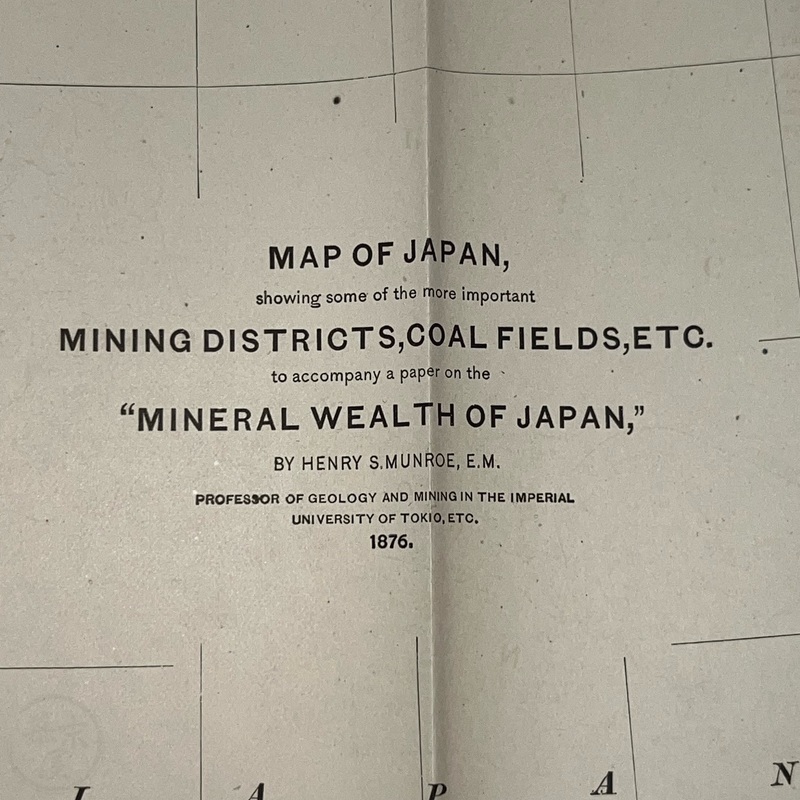 MAP OF JAPAN,
showing some of the more important
MINING DISTRICTS, COAL FIELDS, ETC.
to accompany a paper on the
“MINERAL WEALTH OF JAPAN,”
BY HENRY S. MUNROE, E.M.
PROFESSOR OF GEOLOGY AND MINING IN THE IMPERIAL
UNIVERSITY OF TOKIO, ETC.
1876.
J A P A N